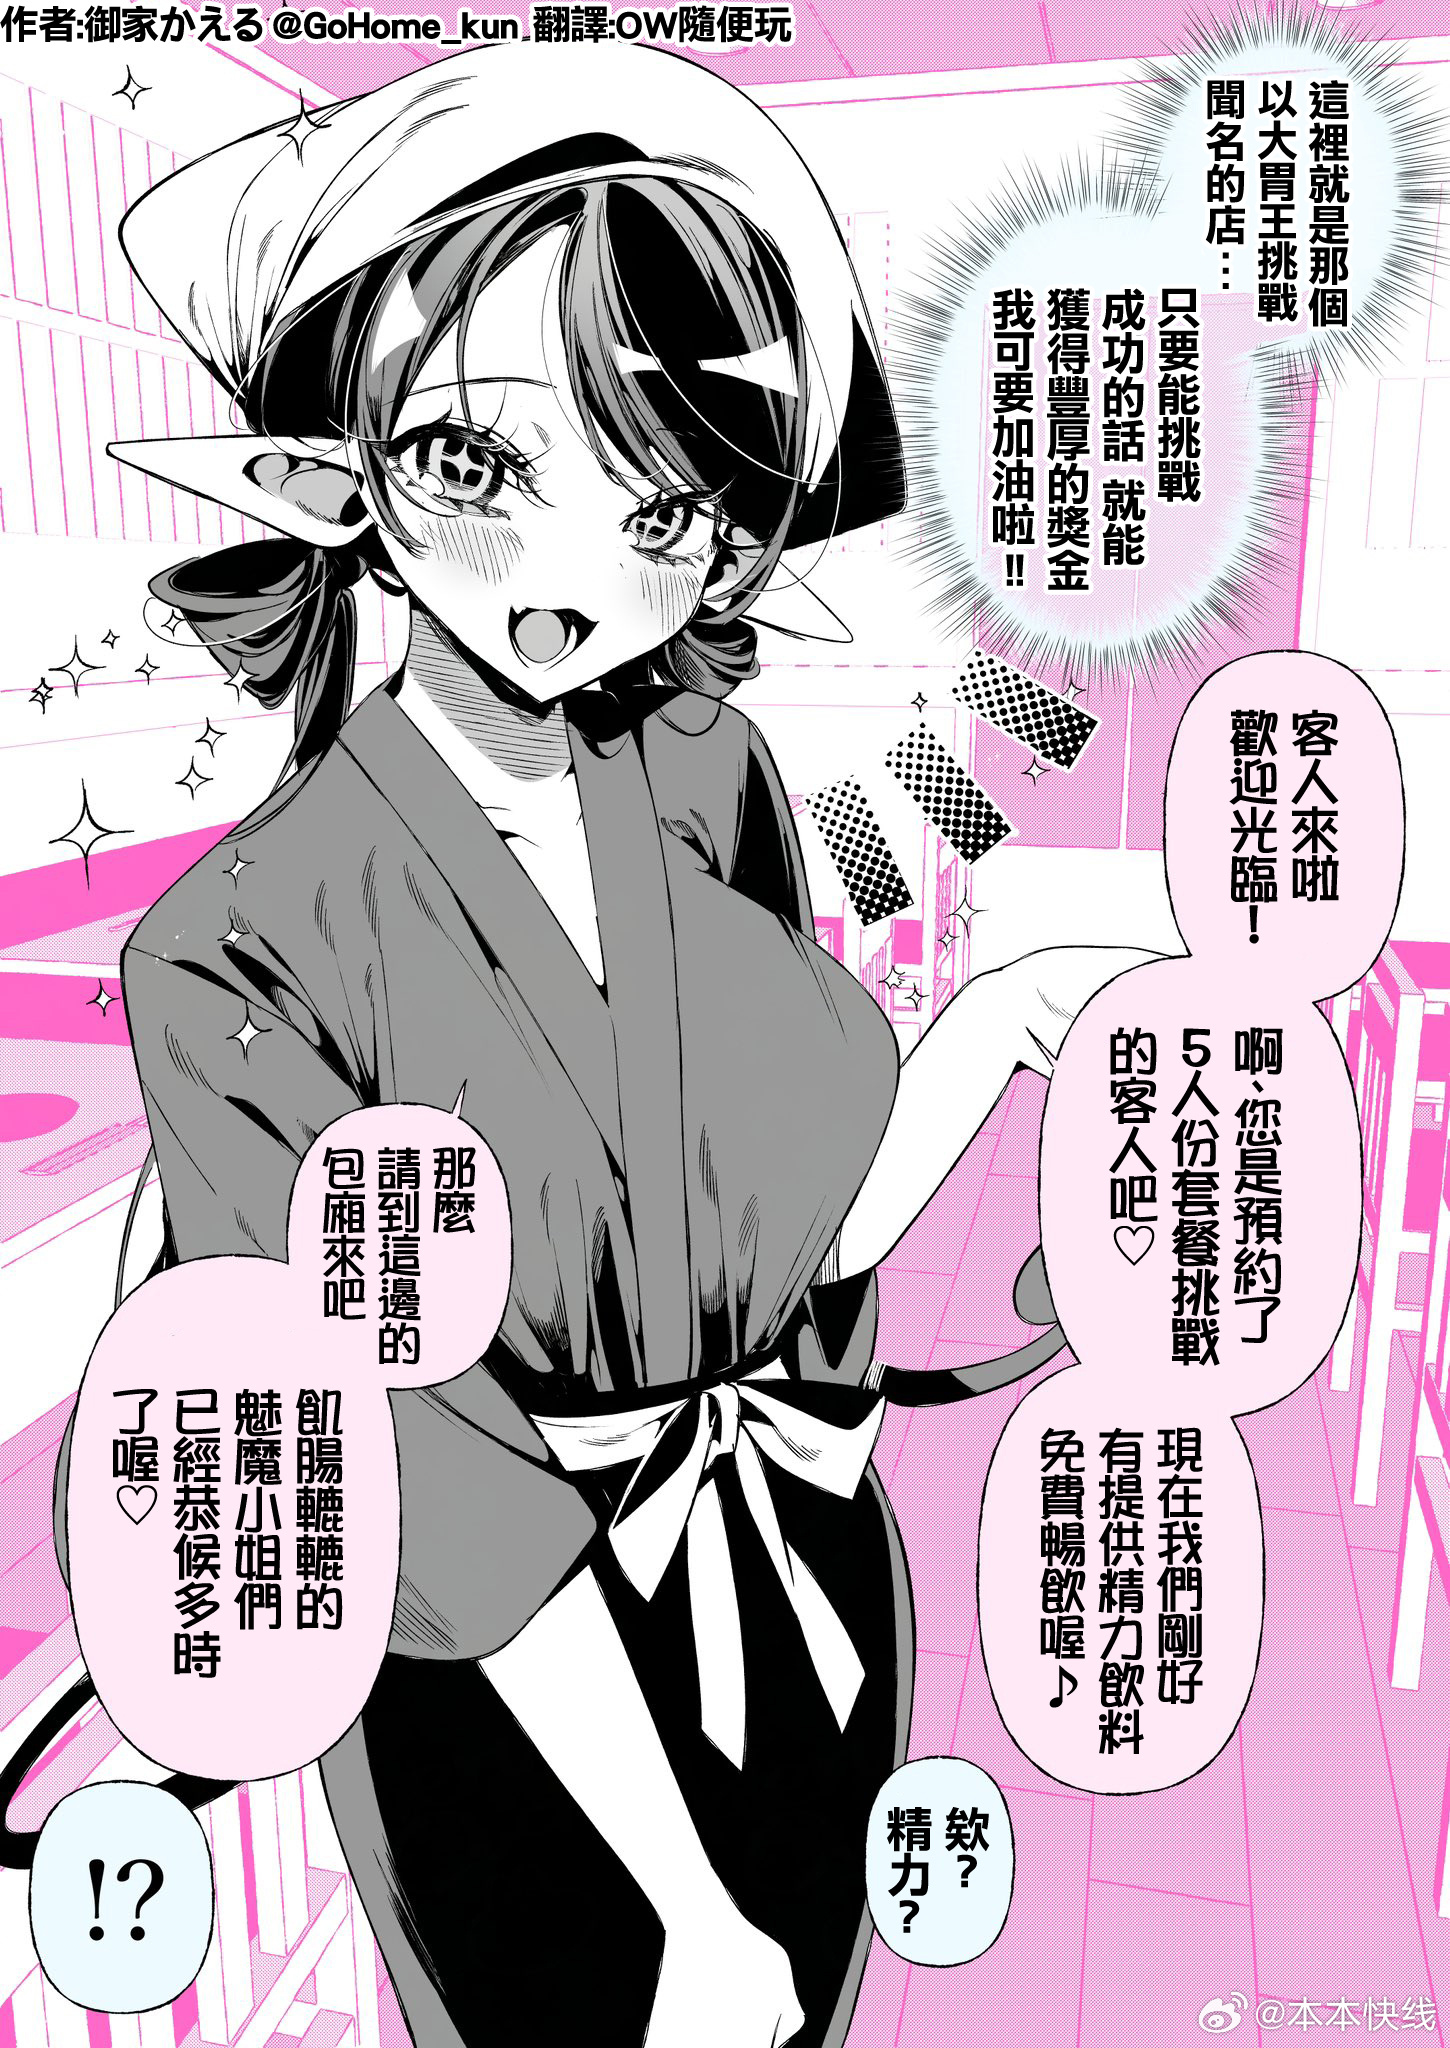 作者:御家かえる @GoHome_kun 翻譯:OW隨便玩
這裡就是那個
以大胃王挑戰
聞名的店…
只要能挑戰
成功的話 就能
獲得豐厚的獎金
我可要加油啦!!
客人來啦
歡迎光臨!
啊、您是預約了
5人份套餐挑戰
的客人吧♡
現在我們剛好
有提供精力飲料
免費暢飲喔♪
欸?
精力?
那麼
請到這邊的
包廂來吧
飢腸轆轆的
魅魔小姐們
已經恭候多時
了喔♡
!?
@本本快线